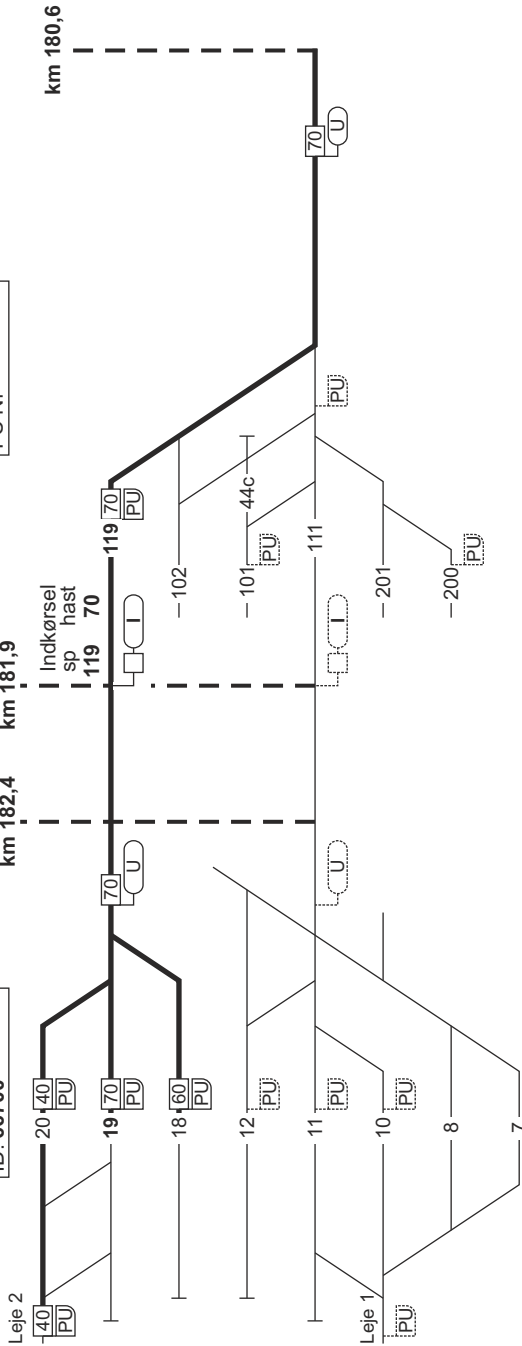 km 182,4
km 181,9
km 180,6
Leje 2
40
PU
20
40
PU
Indkørsel
sp hast
119 70
19
70
PU
70
U
I
119
70
PU
18
60
PU
102
12
PU
101
PU
44c
11
PU
U
I
111
PU
70
U
Leje 1
PU
10
PU
201
8
200
PU
7